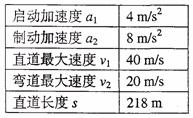 启动加速度 a₁ 4 m/s²
制动加速度 a₂ 8 m/s²
直道最大速度 v₁ 40 m/s
弯道最大速度 v₂ 20 m/s
直道长度 s 218 m